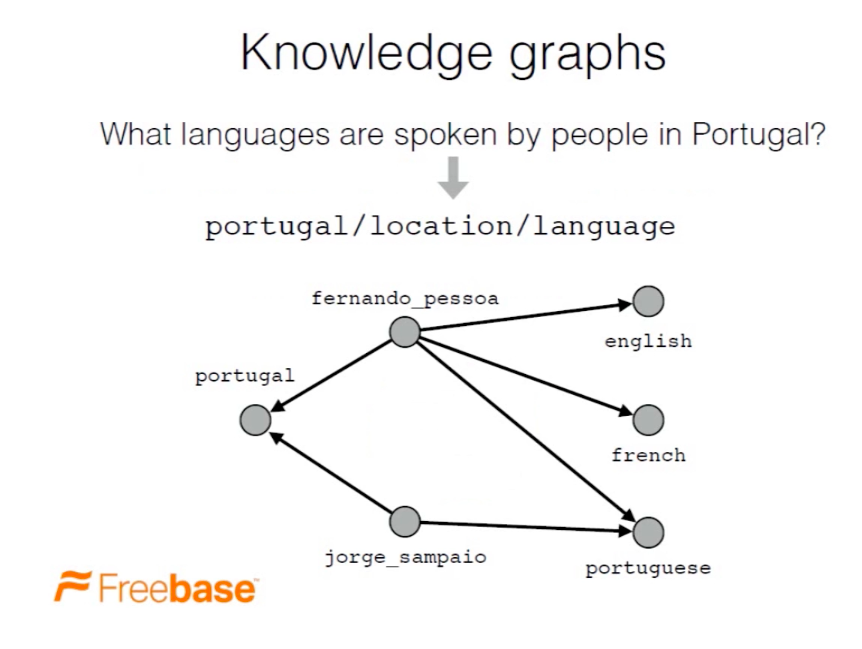 Knowledge graphs
What languages are spoken by people in Portugal?
portugal/location/language
fernando_pessoa
english
portugal
french
jorge_sampaio
portuguese
Freebase